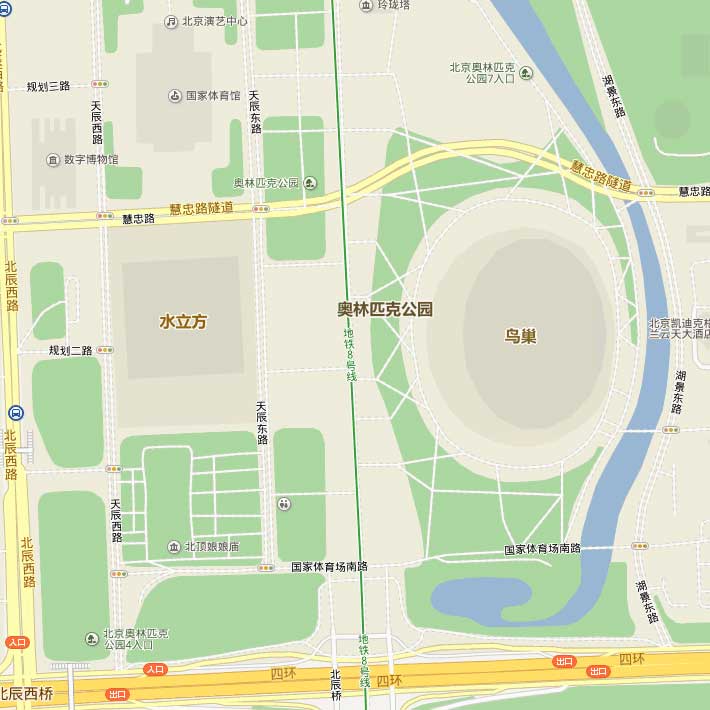 玲珑塔
北京演艺中心
北京奥林匹克
公园7入口
规划三路
国家体育馆
湖景东路
天辰西路
天辰东路
数字博物馆
奥林匹克公园
慧忠路隧道
慧忠路
慧忠路
慧忠路隧道
北辰西路
水立方
奥林匹克公园
鸟巢
北京凯迪克格
兰云天大酒店
地铁8号线
规划二路
湖景东路
天辰东路
北辰西路
天辰西路
北顶娘娘庙
国家体育场南路
北辰西路
国家体育场南路
湖景东路
北京奥林匹克
公园4入口
入口
地铁8号线
入口
四环
北辰桥
四环
出口
出口
四环
北辰西桥
出口